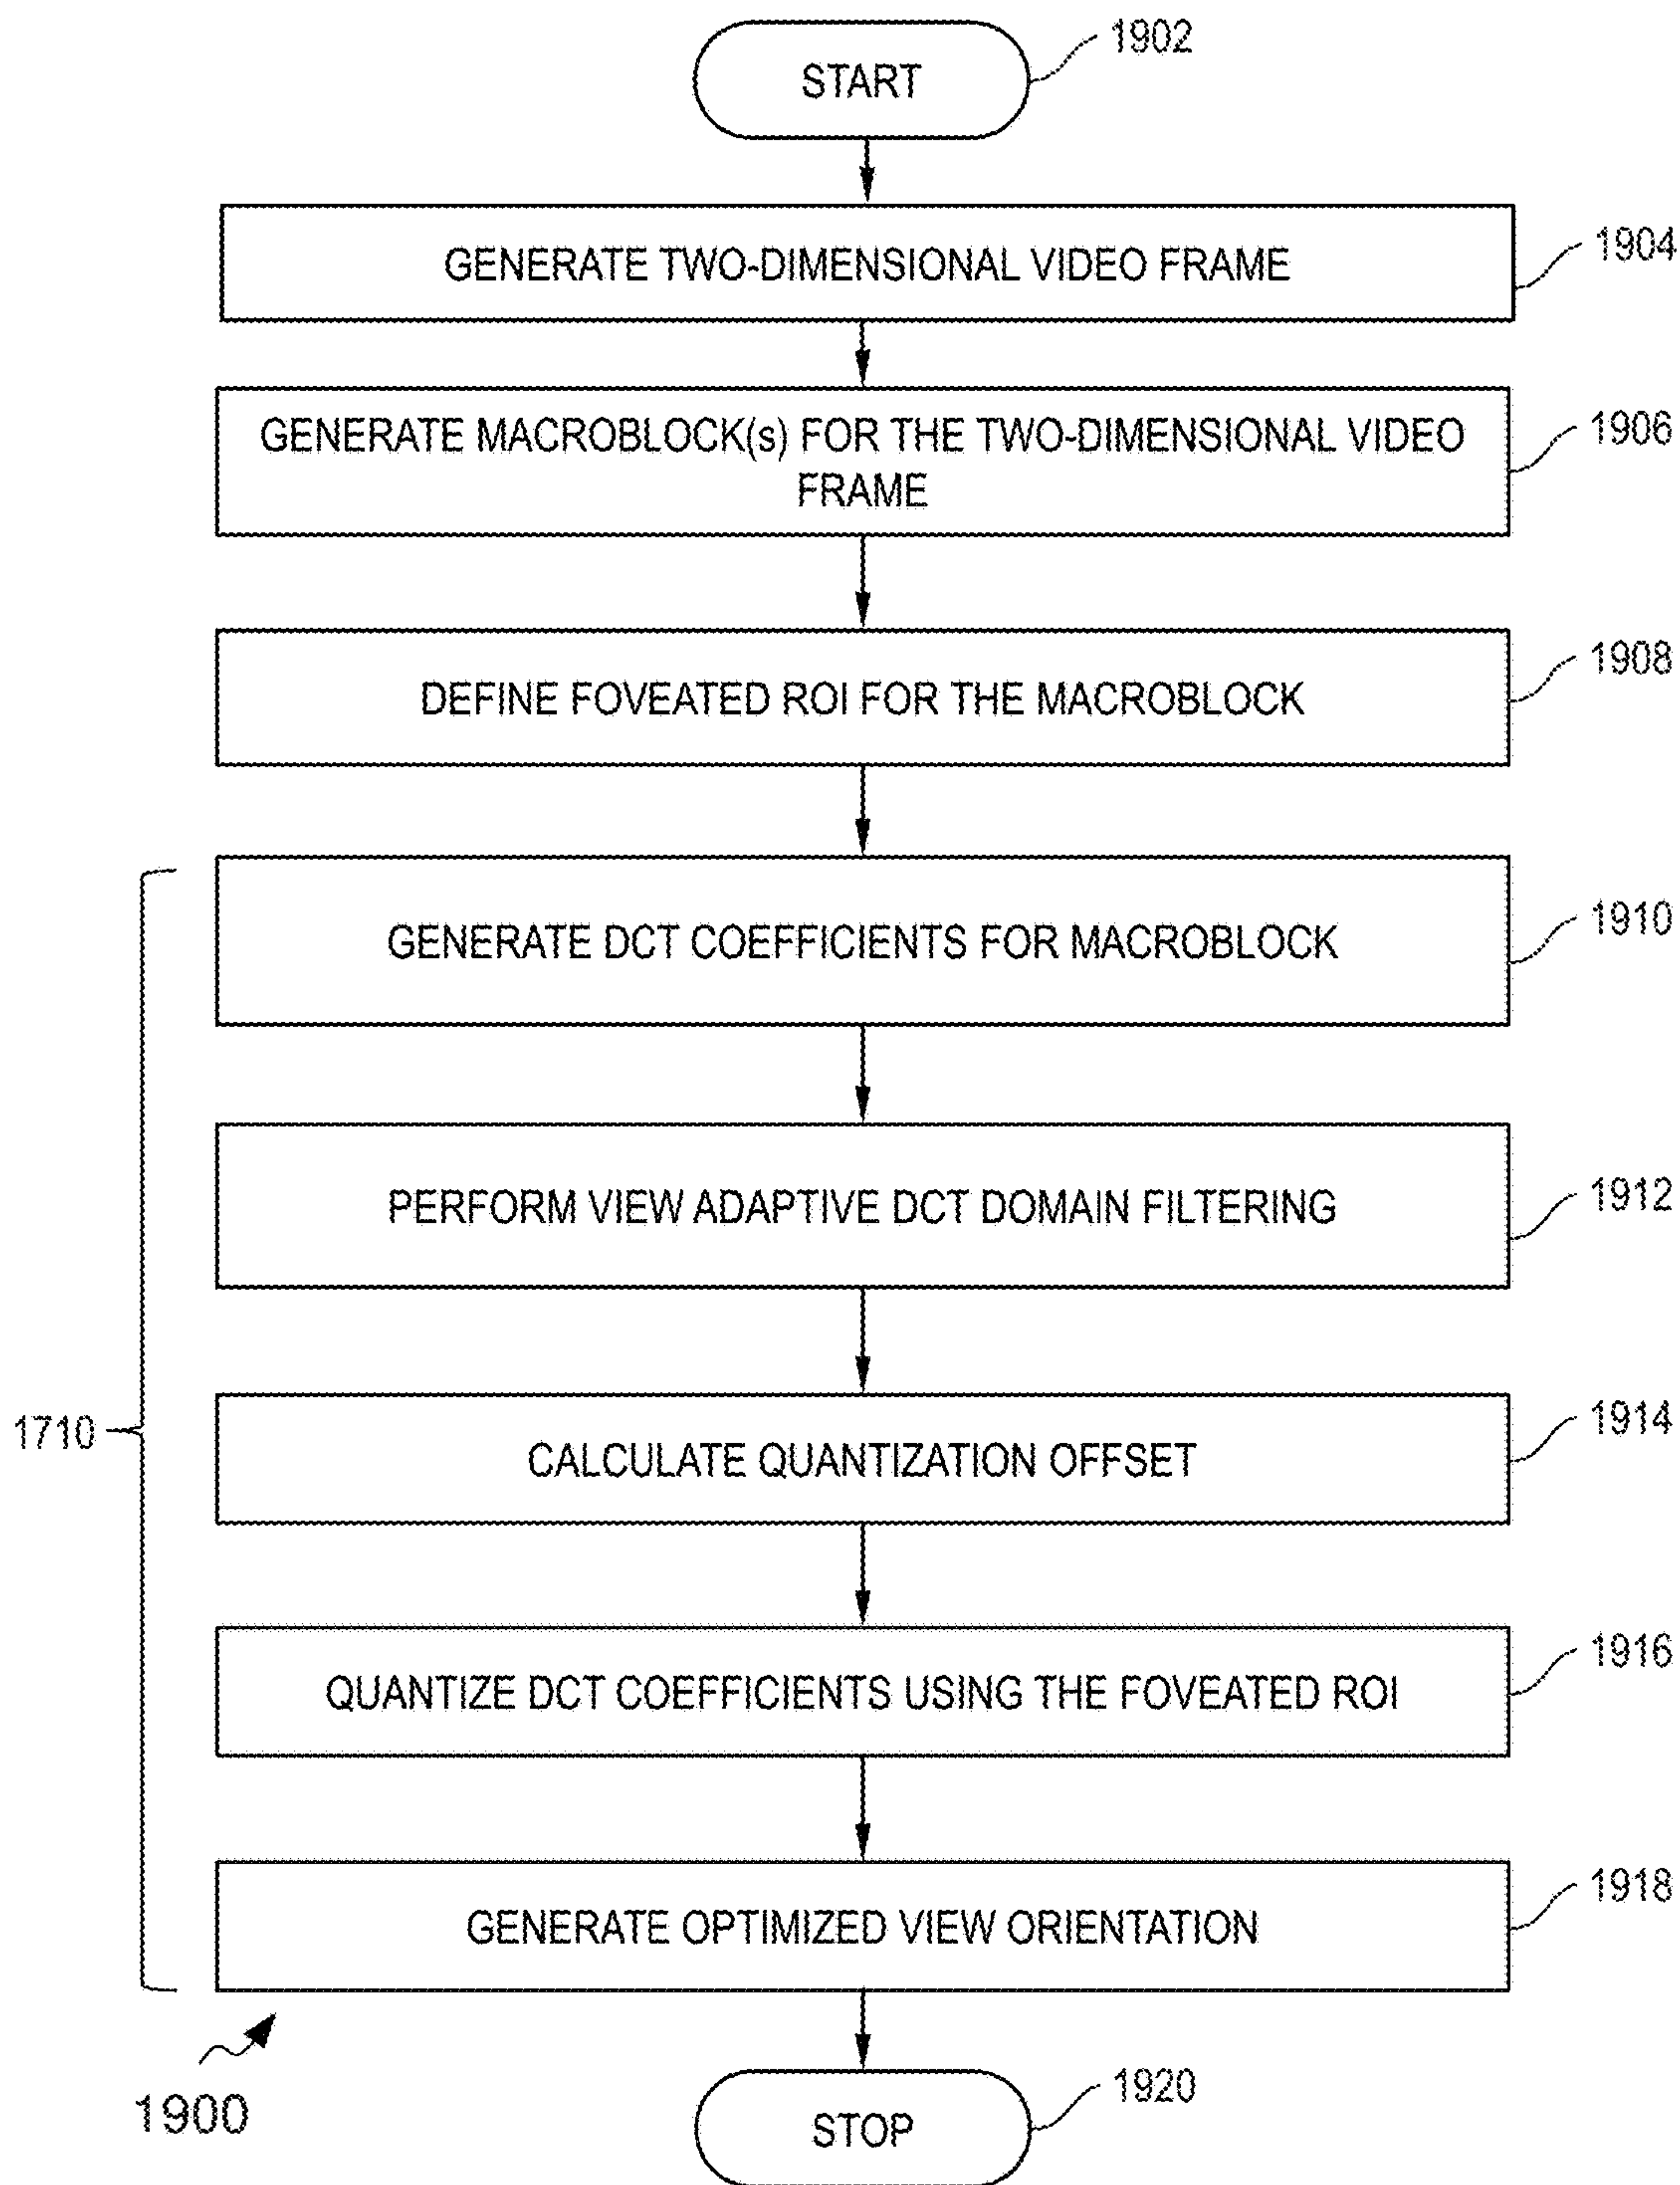 START
1902
GENERATE TWO-DIMENSIONAL VIDEO FRAME
1904
GENERATE MACROBLOCK(s) FOR THE TWO-DIMENSIONAL VIDEO
FRAME
1906
DEFINE FOVEATED ROI FOR THE MACROBLOCK
1908
GENERATE DCT COEFFICIENTS FOR MACROBLOCK
1910
PERFORM VIEW ADAPTIVE DCT DOMAIN FILTERING
1912
1710
CALCULATE QUANTIZATION OFFSET
1914
QUANTIZE DCT COEFFICIENTS USING THE FOVEATED ROI
1916
GENERATE OPTIMIZED VIEW ORIENTATION
1918
1900
STOP
1920